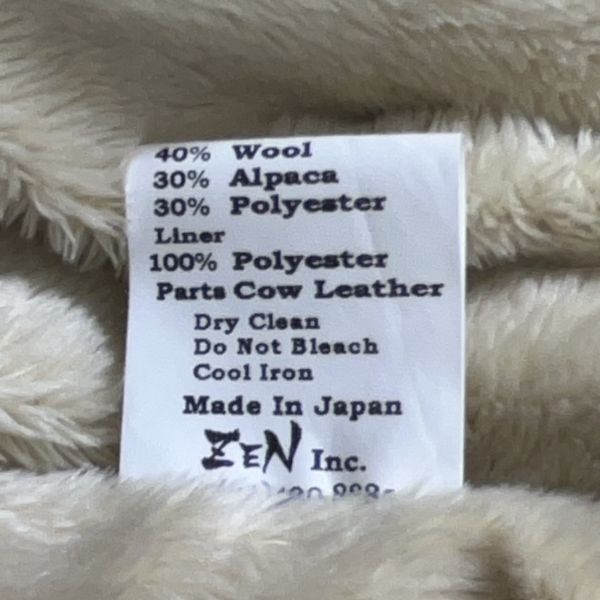 40% Wool
30% Alpaca
30% Polyester
Liner
100% Polyester
Parts Cow Leather
Dry Clean
Do Not Bleach
Cool Iron
Made In Japan
ZEN Inc.